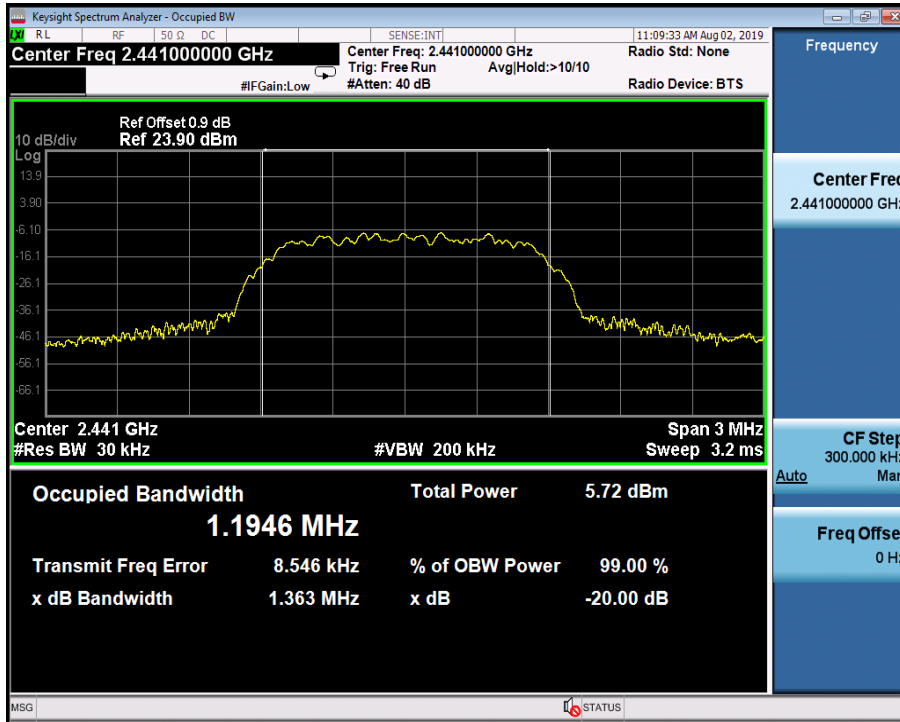 Keysight Spectrum Analyzer - Occupied BW
LXI RL RF 50 Ω DC SENSE:INT 11:09:33 AM Aug 02, 2019
Center Freq 2.441000000 GHz
Center Freq: 2.441000000 GHz Radio Std: None
Trig: Free Run Avg|Hold:>10/10
#IFGain:Low #Atten: 40 dB Radio Device: BTS
Frequency
Ref Offset 0.9 dB
10 dB/div Ref 23.90 dBm
Log
13.9
3.90
-6.10
-16.1
-26.1
-36.1
-46.1
-56.1
-66.1
Center 2.441 GHz Span 3 MHz
#Res BW 30 kHz #VBW 200 kHz Sweep 3.2 ms
Occupied Bandwidth Total Power 5.72 dBm
1.1946 MHz
Transmit Freq Error 8.546 kHz % of OBW Power 99.00 %
x dB Bandwidth 1.363 MHz x dB -20.00 dB
Center Freq
2.441000000 GHz
CF Step
300.000 kHz
Auto Man
Freq Offse
0 Hz
MSG STATUS